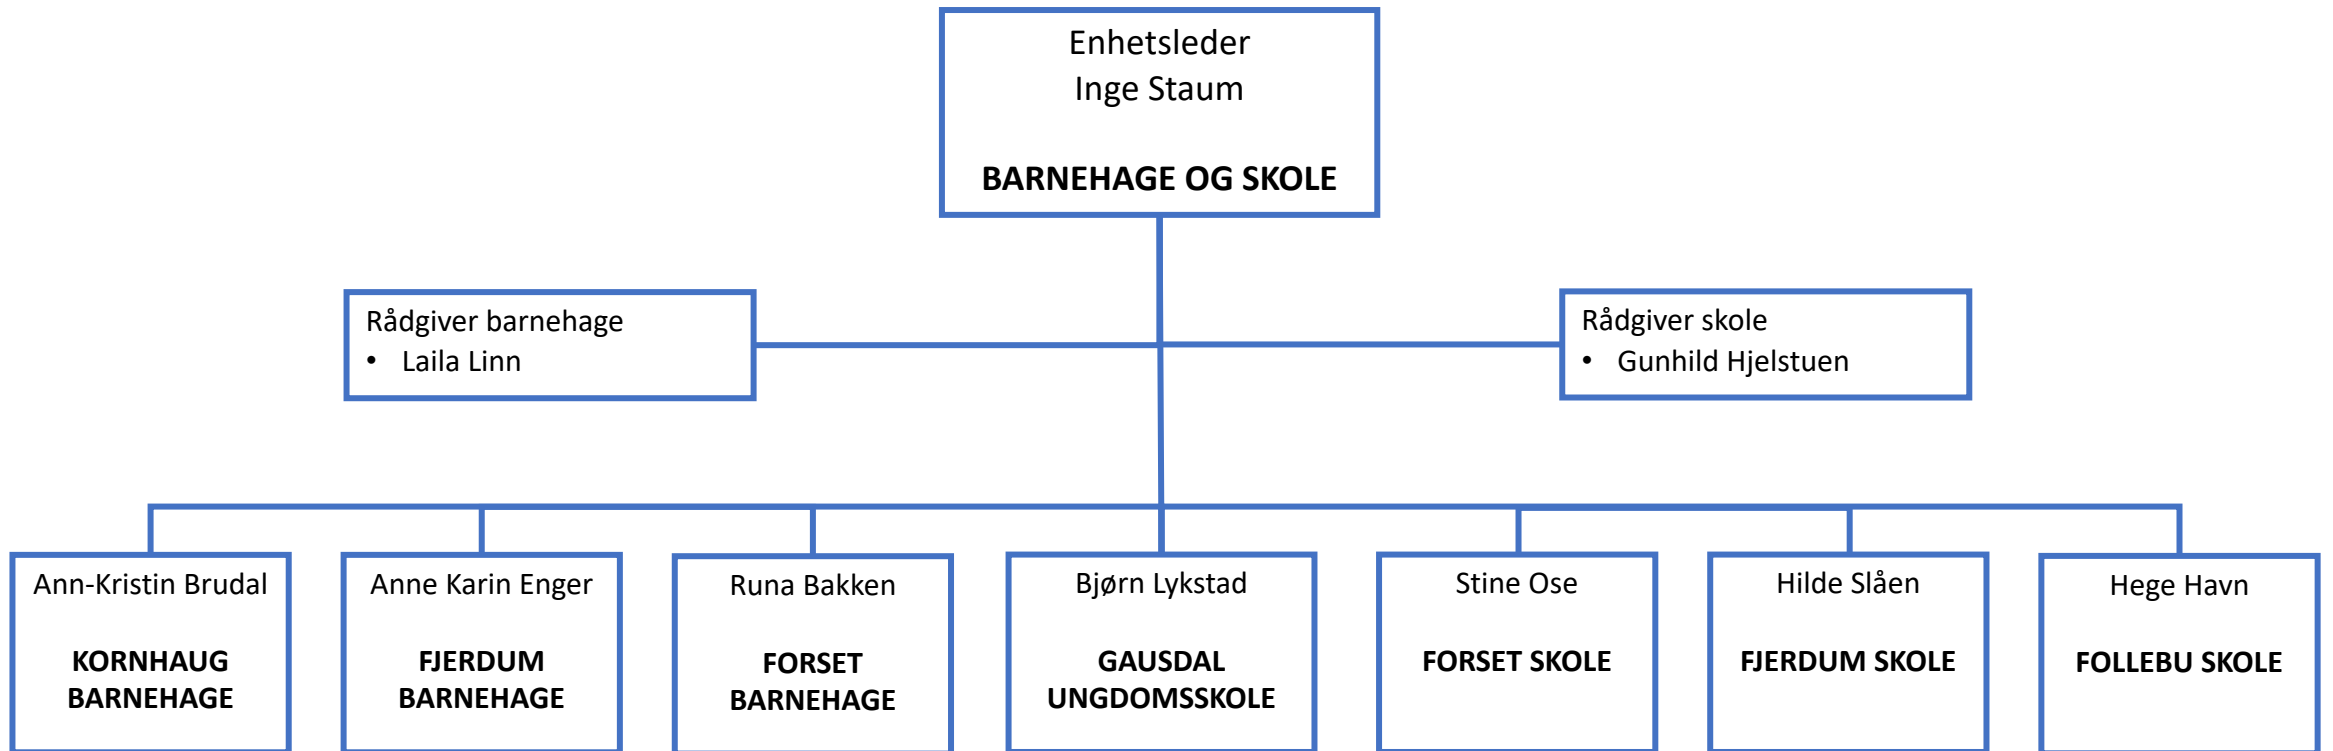 Enhetsleder
Inge Staum
BARNEHAGE OG SKOLE
Rådgiver barnehage
• Laila Linn
Rådgiver skole
• Gunhild Hjelstuen
Ann-Kristin Brudal
KORNHAUG
BARNEHAGE
Anne Karin Enger
FJERDUM
BARNEHAGE
Runa Bakken
FORSET
BARNEHAGE
Bjørn Lykstad
GAUSDAL
UNGDOMSSKOLE
Stine Ose
FORSET SKOLE
Hilde Slåen
FJERDUM SKOLE
Hege Havn
FOLLEBU SKOLE